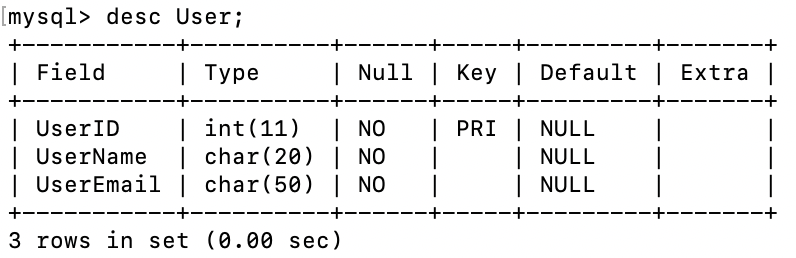 [mysql> desc User;
+-----------+----------+------+-----+---------+-------+
| Field     | Type     | Null | Key | Default | Extra |
+-----------+----------+------+-----+---------+-------+
| UserID    | int(11)  | NO   | PRI | NULL    |       |
| UserName  | char(20) | NO   |     | NULL    |       |
| UserEmail | char(50) | NO   |     | NULL    |       |
+-----------+----------+------+-----+---------+-------+
3 rows in set (0.00 sec)